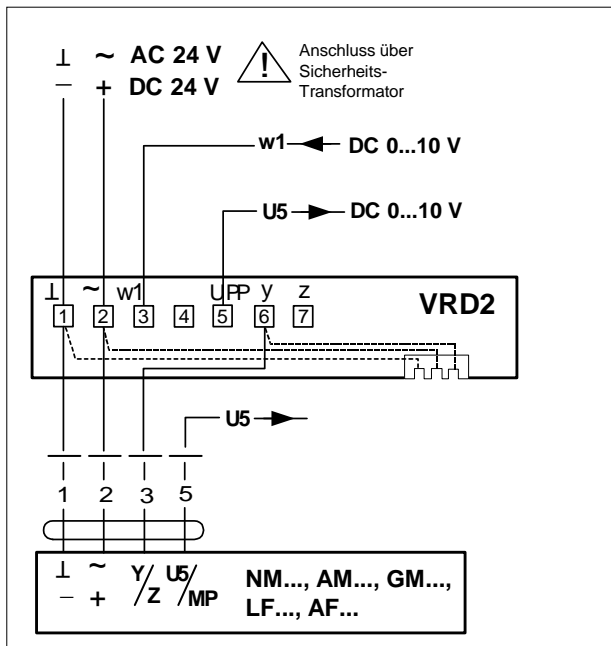 ⊥ ~ AC 24 V
– + DC 24 V
Anschluss über
Sicherheits-
Transformator
!
w1 DC 0...10 V
U5 DC 0...10 V
⊥ ~ w1 UPP y z
1 2 3 4 5 6 7
VRD2
U5
1 2 3 5
⊥ ~ Y/Z U5/MP
– +
NM..., AM..., GM...,
LF..., AF...